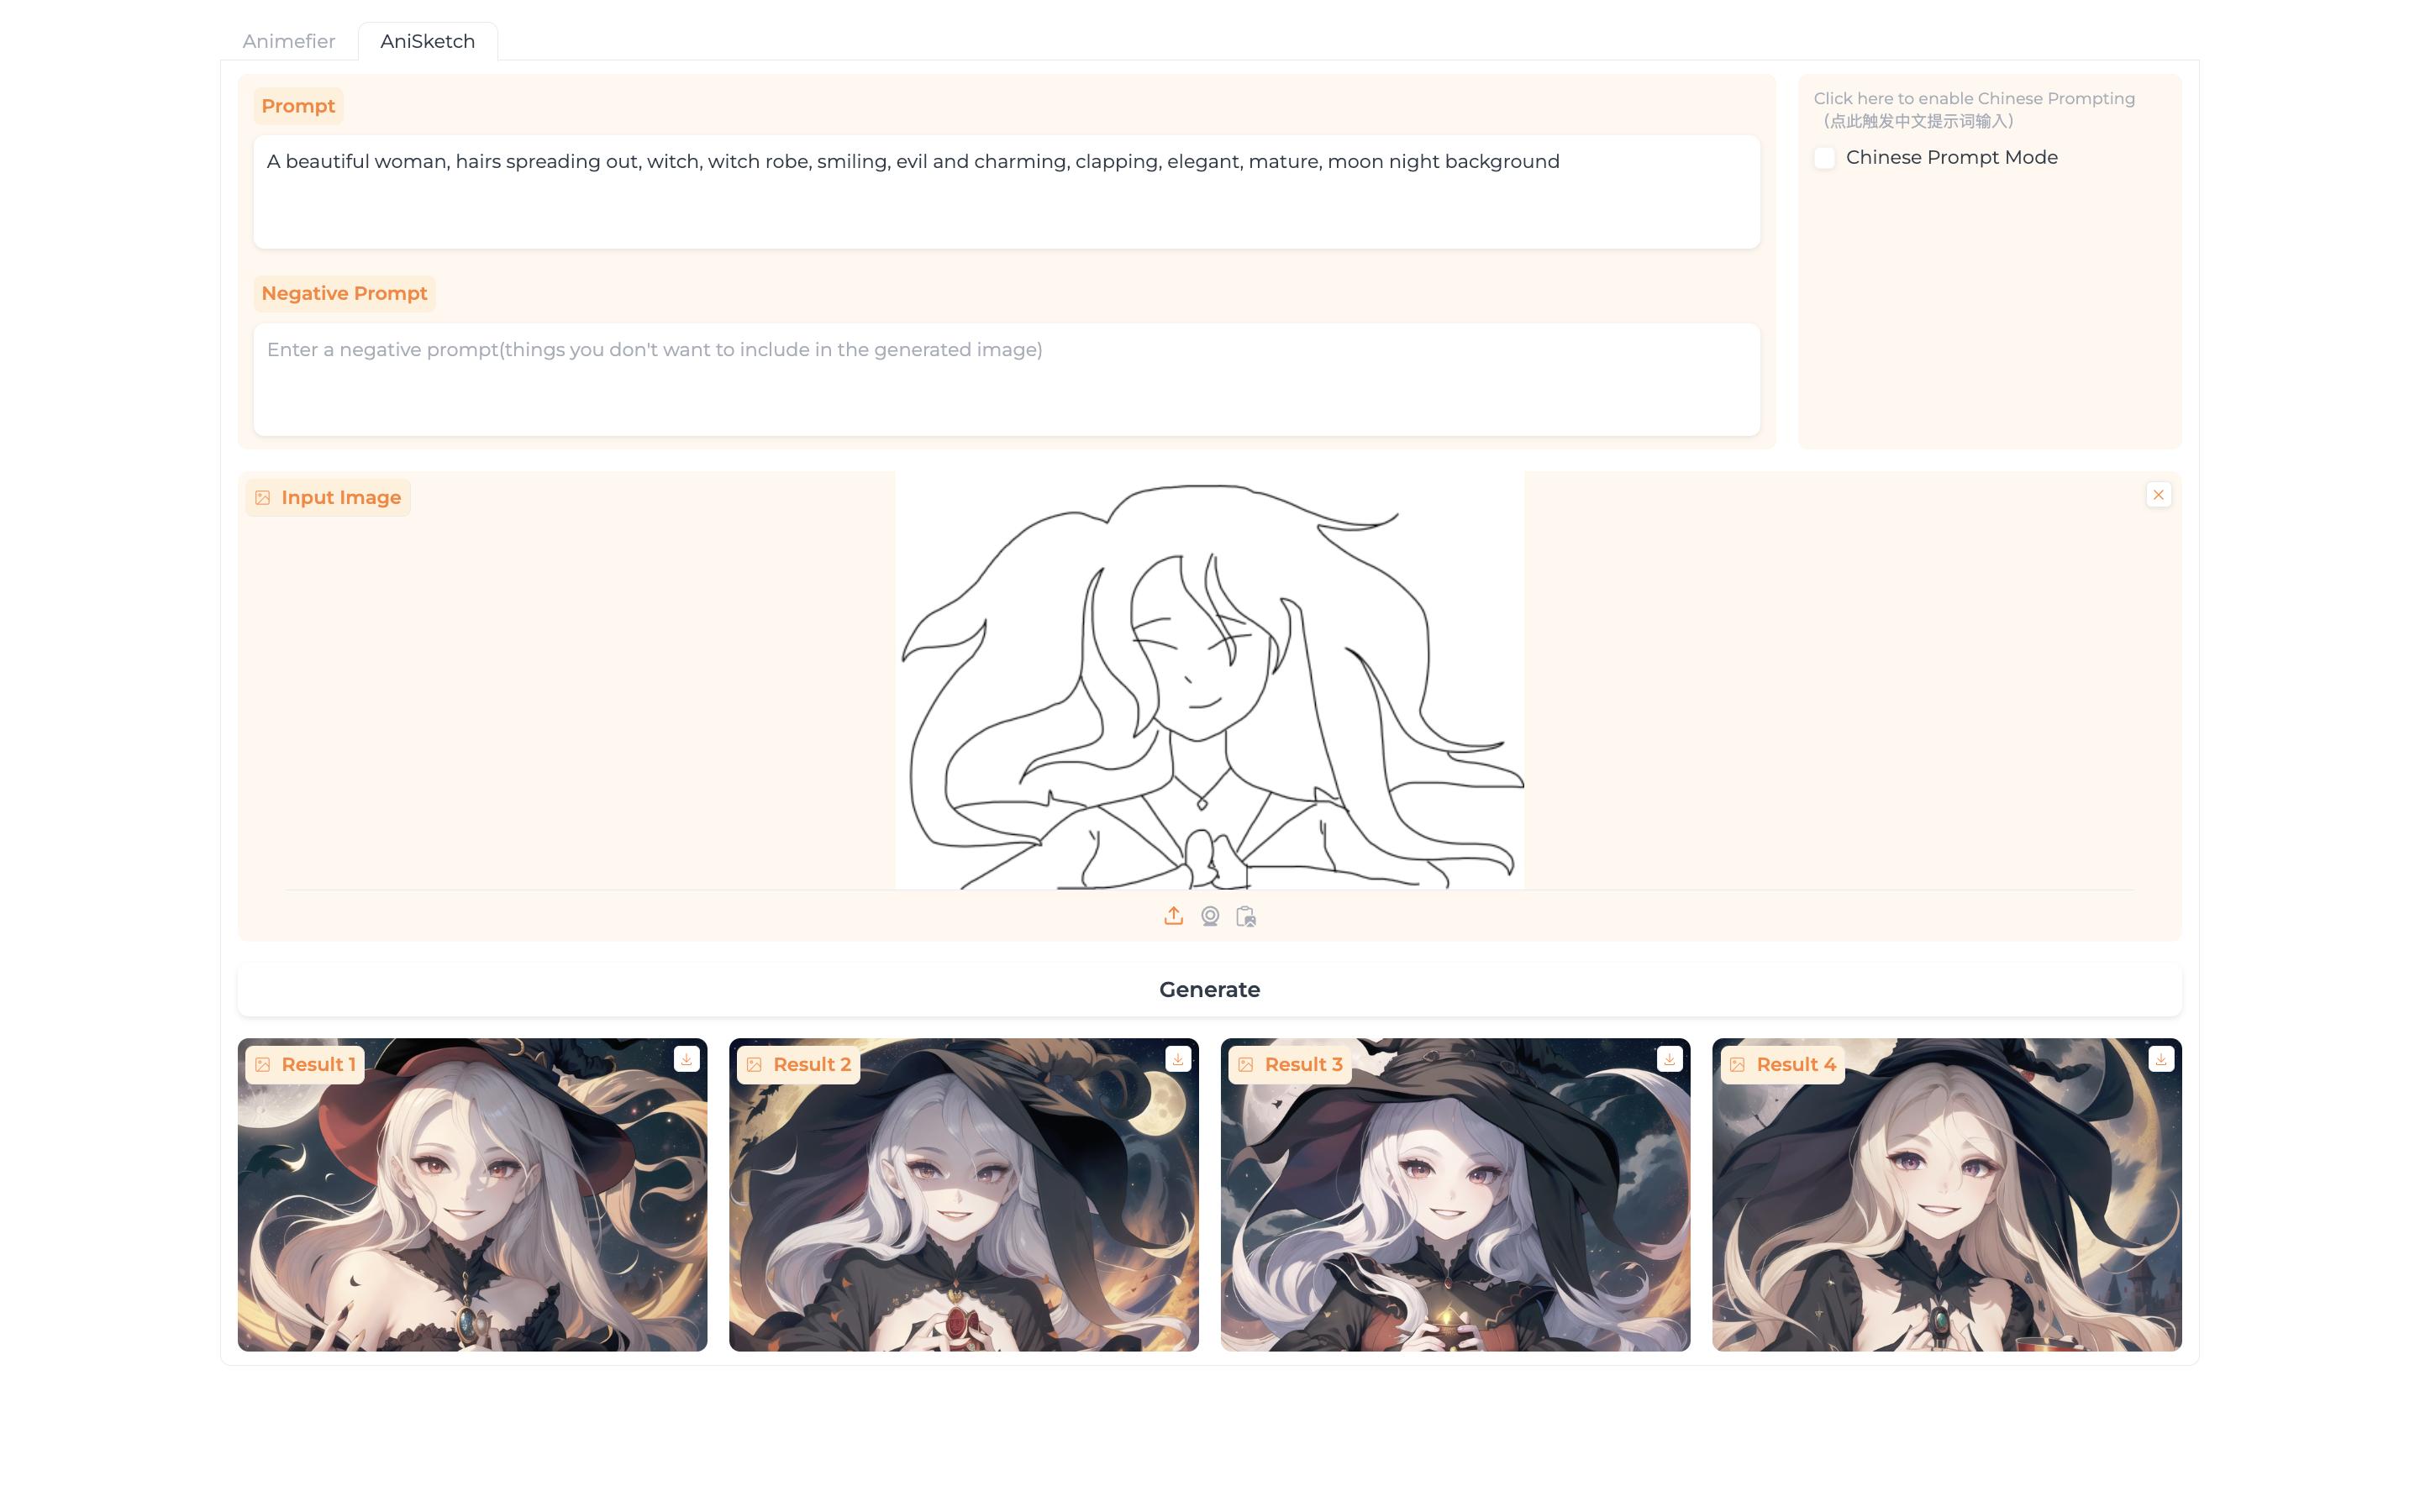 Animefier
AniSketch
Prompt
A beautiful woman, hairs spreading out, witch, witch robe, smiling, evil and charming, clapping, elegant, mature, moon night background
Negative Prompt
Enter a negative prompt(things you don't want to include in the generated image)
Click here to enable Chinese Prompting
（点此触发中文提示词输入）
Chinese Prompt Mode
Input Image
Generate
Result 1
Result 2
Result 3
Result 4